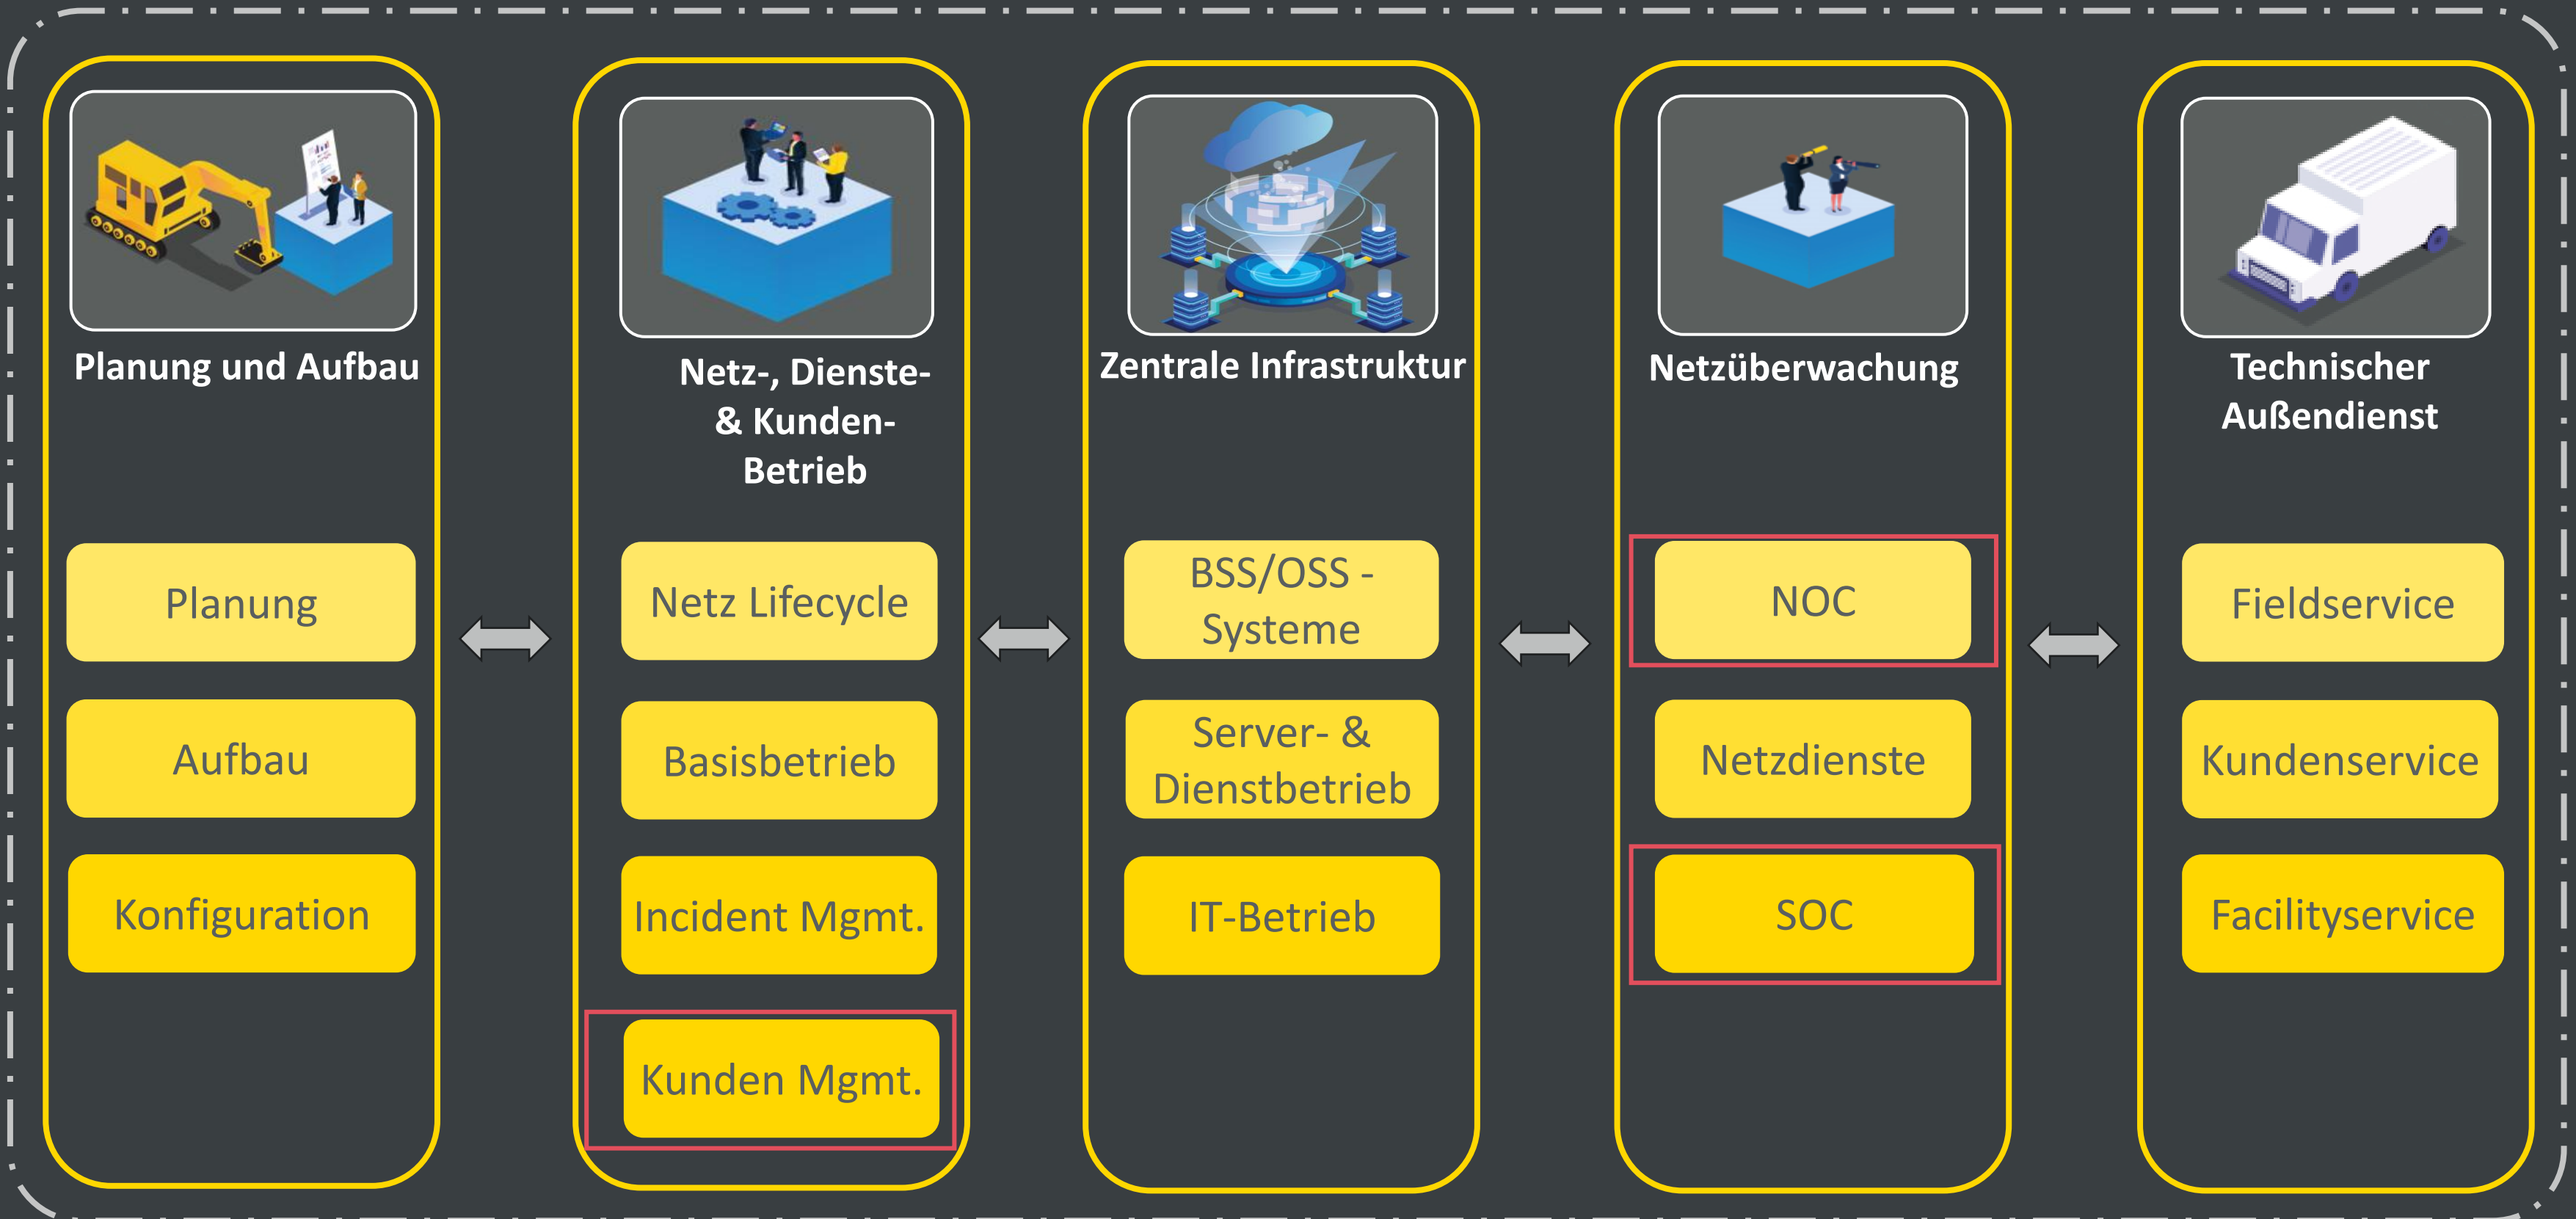 Planung und Aufbau
Planung
Aufbau
Konfiguration
Netz-, Dienste-
& Kunden-
Betrieb
Netz Lifecycle
Basisbetrieb
Incident Mgmt.
Kunden Mgmt.
Zentrale Infrastruktur
BSS/OSS -
Systeme
Server- &
Dienstbetrieb
IT-Betrieb
Netzüberwachung
NOC
Netzdienste
SOC
Technischer
Außendienst
Fieldservice
Kundenservice
Facilityservice